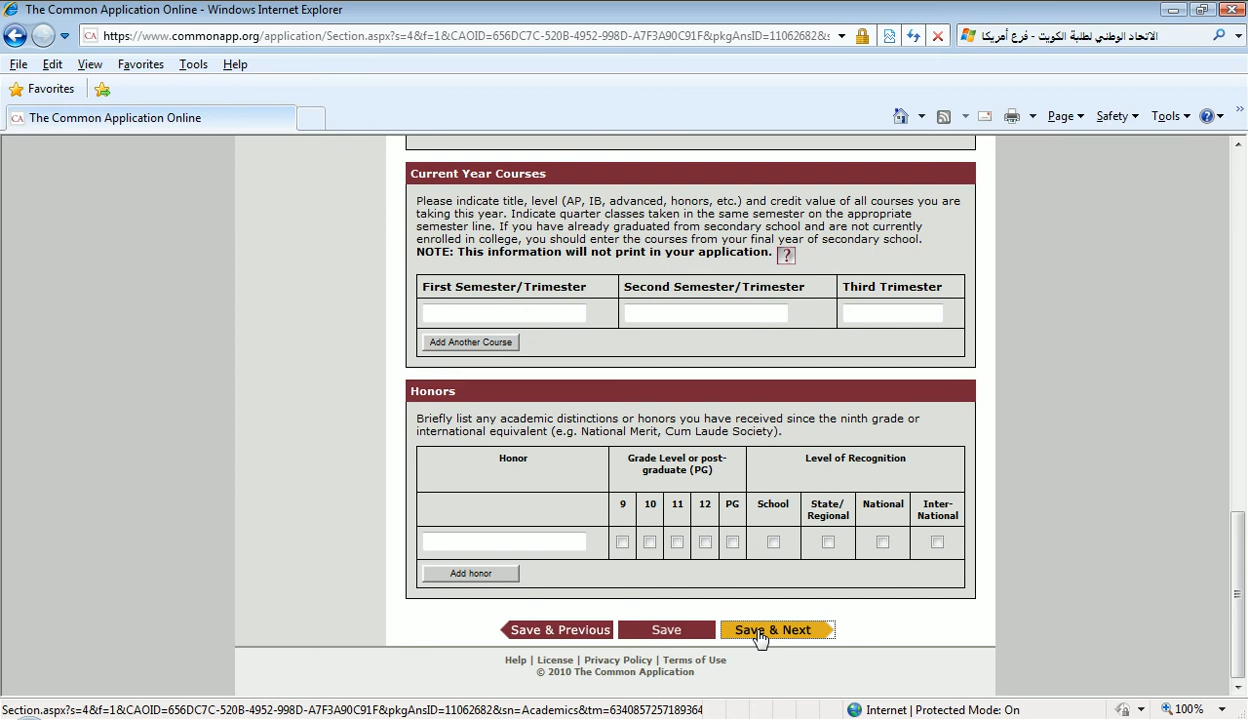 The Common Application Online - Windows Internet Explorer
CA https://www.commonapp.org/application/Section.aspx?s=4&f=1&CAOID=656DC7C-520B-4952-998D-A7F3A90C91F&pkgAnsID=11062682&s
الاتحاد الوطني لطلبة الكويت - فرع أمريكا
File Edit View Favorites Tools Help
Favorites
CA The Common Application Online
Page Safety Tools
Current Year Courses
Please indicate title, level (AP, IB, advanced, honors, etc.) and credit value of all courses you are
taking this year. Indicate quarter classes taken in the same semester on the appropriate
semester line. If you have already graduated from secondary school and are not currently
enrolled in college, you should enter the courses from your final year of secondary school.
NOTE: This information will not print in your application. ?
First Semester/Trimester Second Semester/Trimester Third Trimester
Add Another Course
Honors
Briefly list any academic distinctions or honors you have received since the ninth grade or
international equivalent (e.g. National Merit, Cum Laude Society).
Honor Grade Level or post- Level of Recognition
graduate (PG)
9 10 11 12 PG School State/ National Inter-
Regional National
Add honor
Save & Previous Save Save & Next
Help | License | Privacy Policy | Terms of Use
© 2010 The Common Application
Section.aspx?s=4&f=1&CAOID=656DC7C-520B-4952-998D-A7F3A90C91F&pkgAnsID=11062682&sn=Academics&tm=6340857257189364 Internet | Protected Mode: On 100%